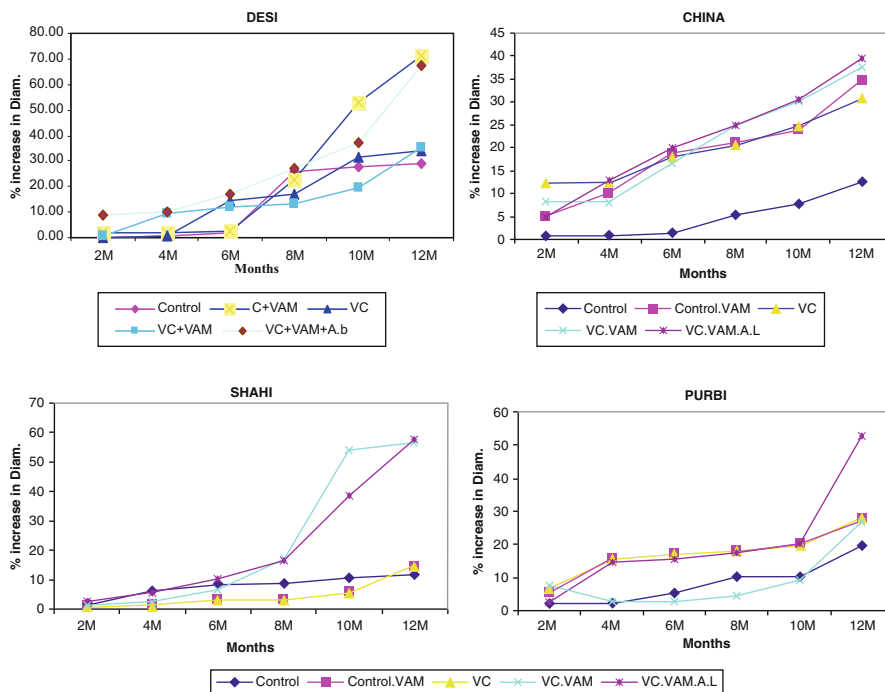 DESI
% increase in Diam.
80.00
70.00
60.00
50.00
40.00
30.00
20.00
10.00
0.00
2M 4M 6M 8M 10M 12M
Months
Control C+VAM VC
VC+VAM VC+VAM+A.b
CHINA
% increase in Diam.
45
40
35
30
25
20
15
10
5
0
2M 4M 6M 8M 10M 12M
Months
Control Control.VAM VC
VC.VAM VC.VAM.A.L
SHAHI
% increase in Diam.
70
60
50
40
30
20
10
0
2M 4M 6M 8M 10M 12M
Months
PURBI
% increase in Diam.
60
50
40
30
20
10
0
2M 4M 6M 8M 10M 12M
Months
Control Control.VAM VC VC.VAM VC.VAM.A.L